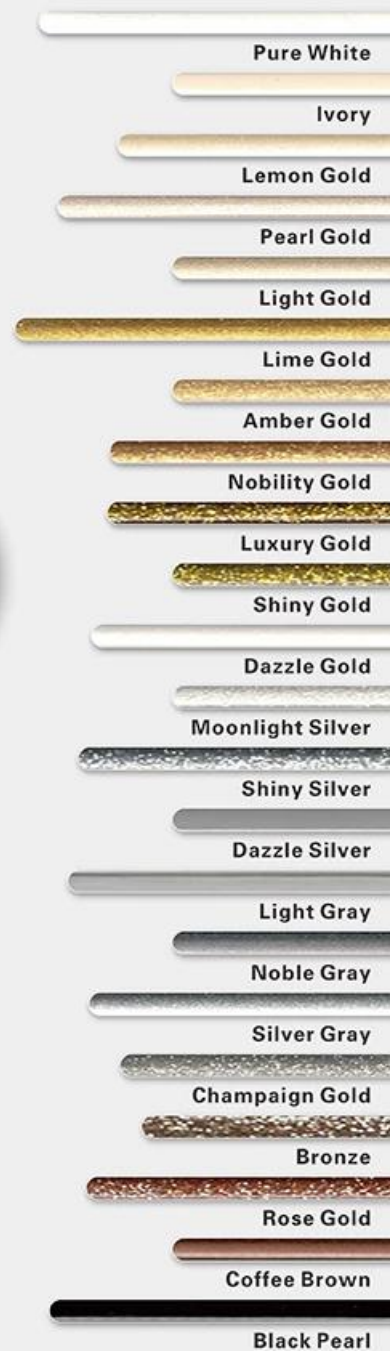 Pure White
Ivory
Lemon Gold
Pearl Gold
Light Gold
Lime Gold
Amber Gold
Nobility Gold
Luxury Gold
Shiny Gold
Dazzle Gold
Moonlight Silver
Shiny Silver
Dazzle Silver
Light Gray
Noble Gray
Silver Gray
Champaign Gold
Bronze
Rose Gold
Coffee Brown
Black Pearl